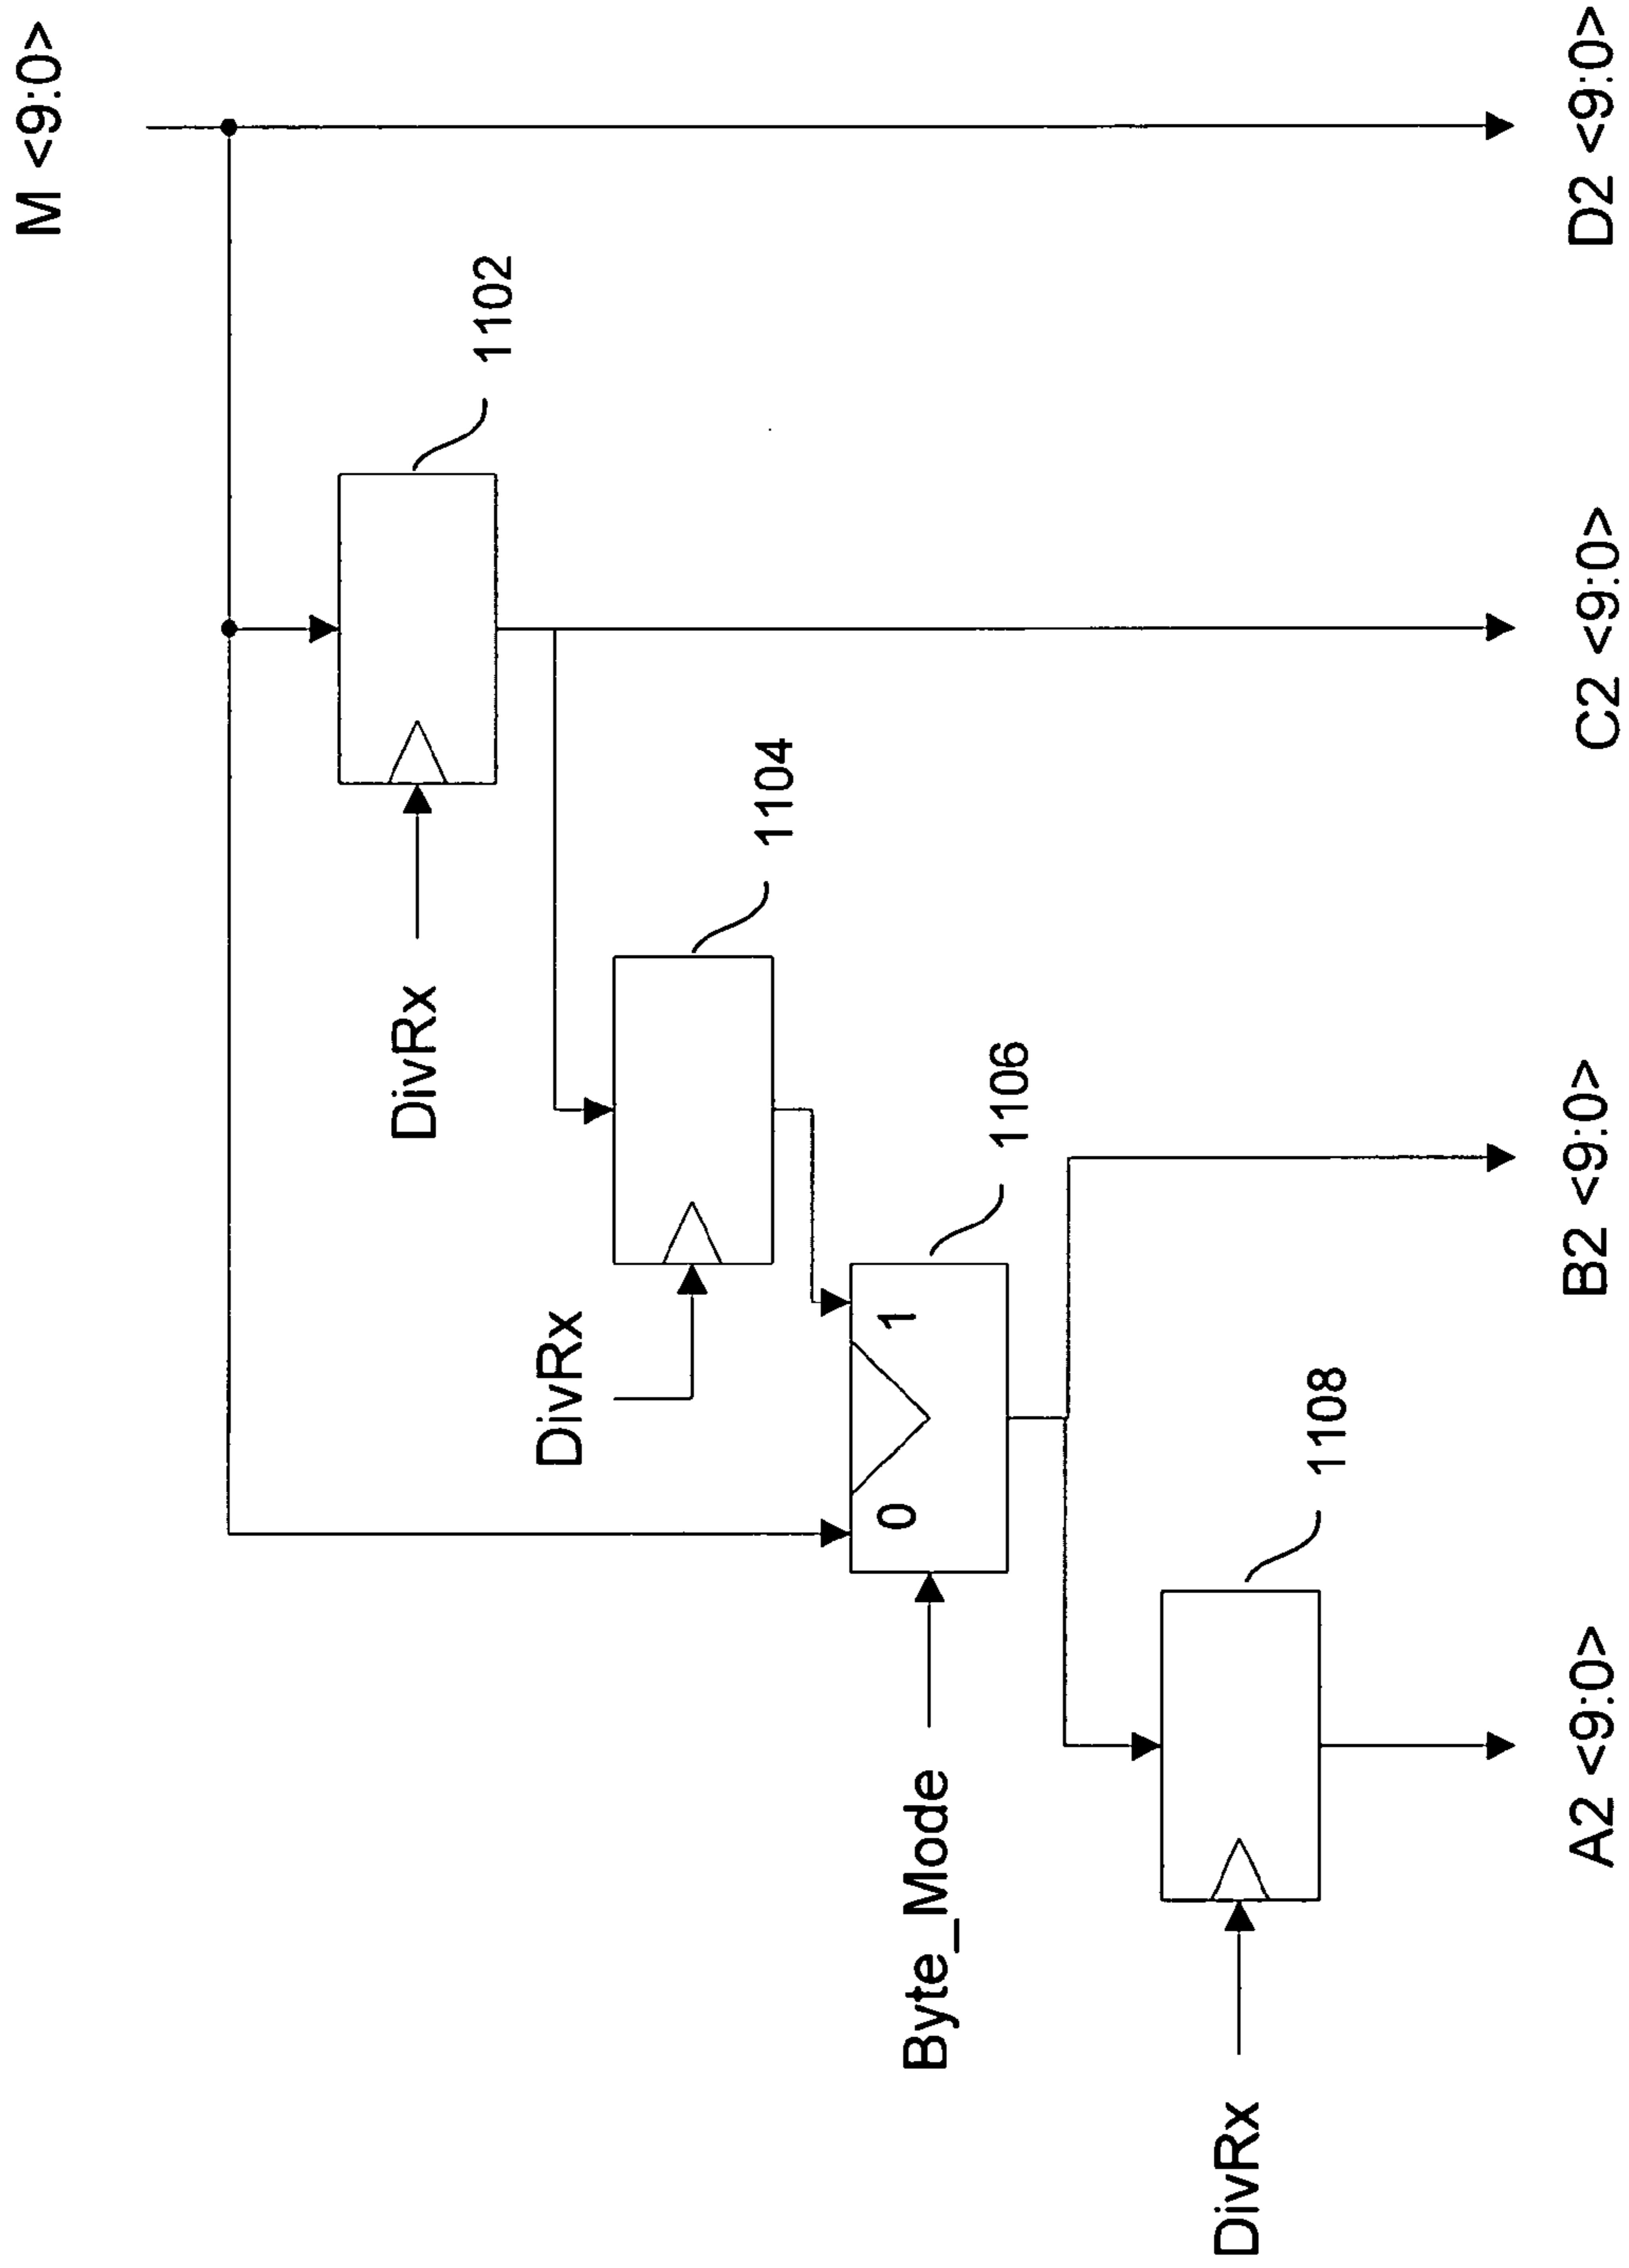 M <9:0>
1102
DivRx
1104
DivRx
1106
0
1
Byte_Mode
1108
DivRx
A2 <9:0>
B2 <9:0>
C2 <9:0>
D2 <9:0>